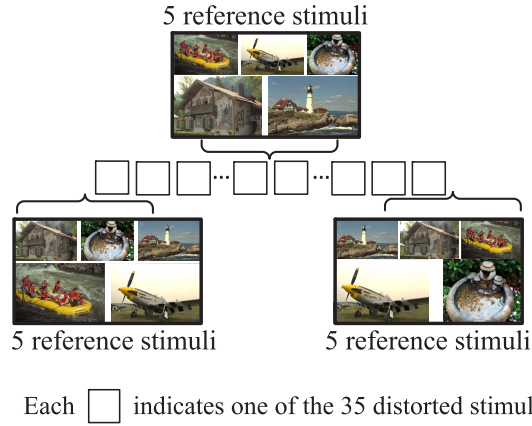 5 reference stimuli
... ...
5 reference stimuli 5 reference stimuli
Each □ indicates one of the 35 distorted stimul